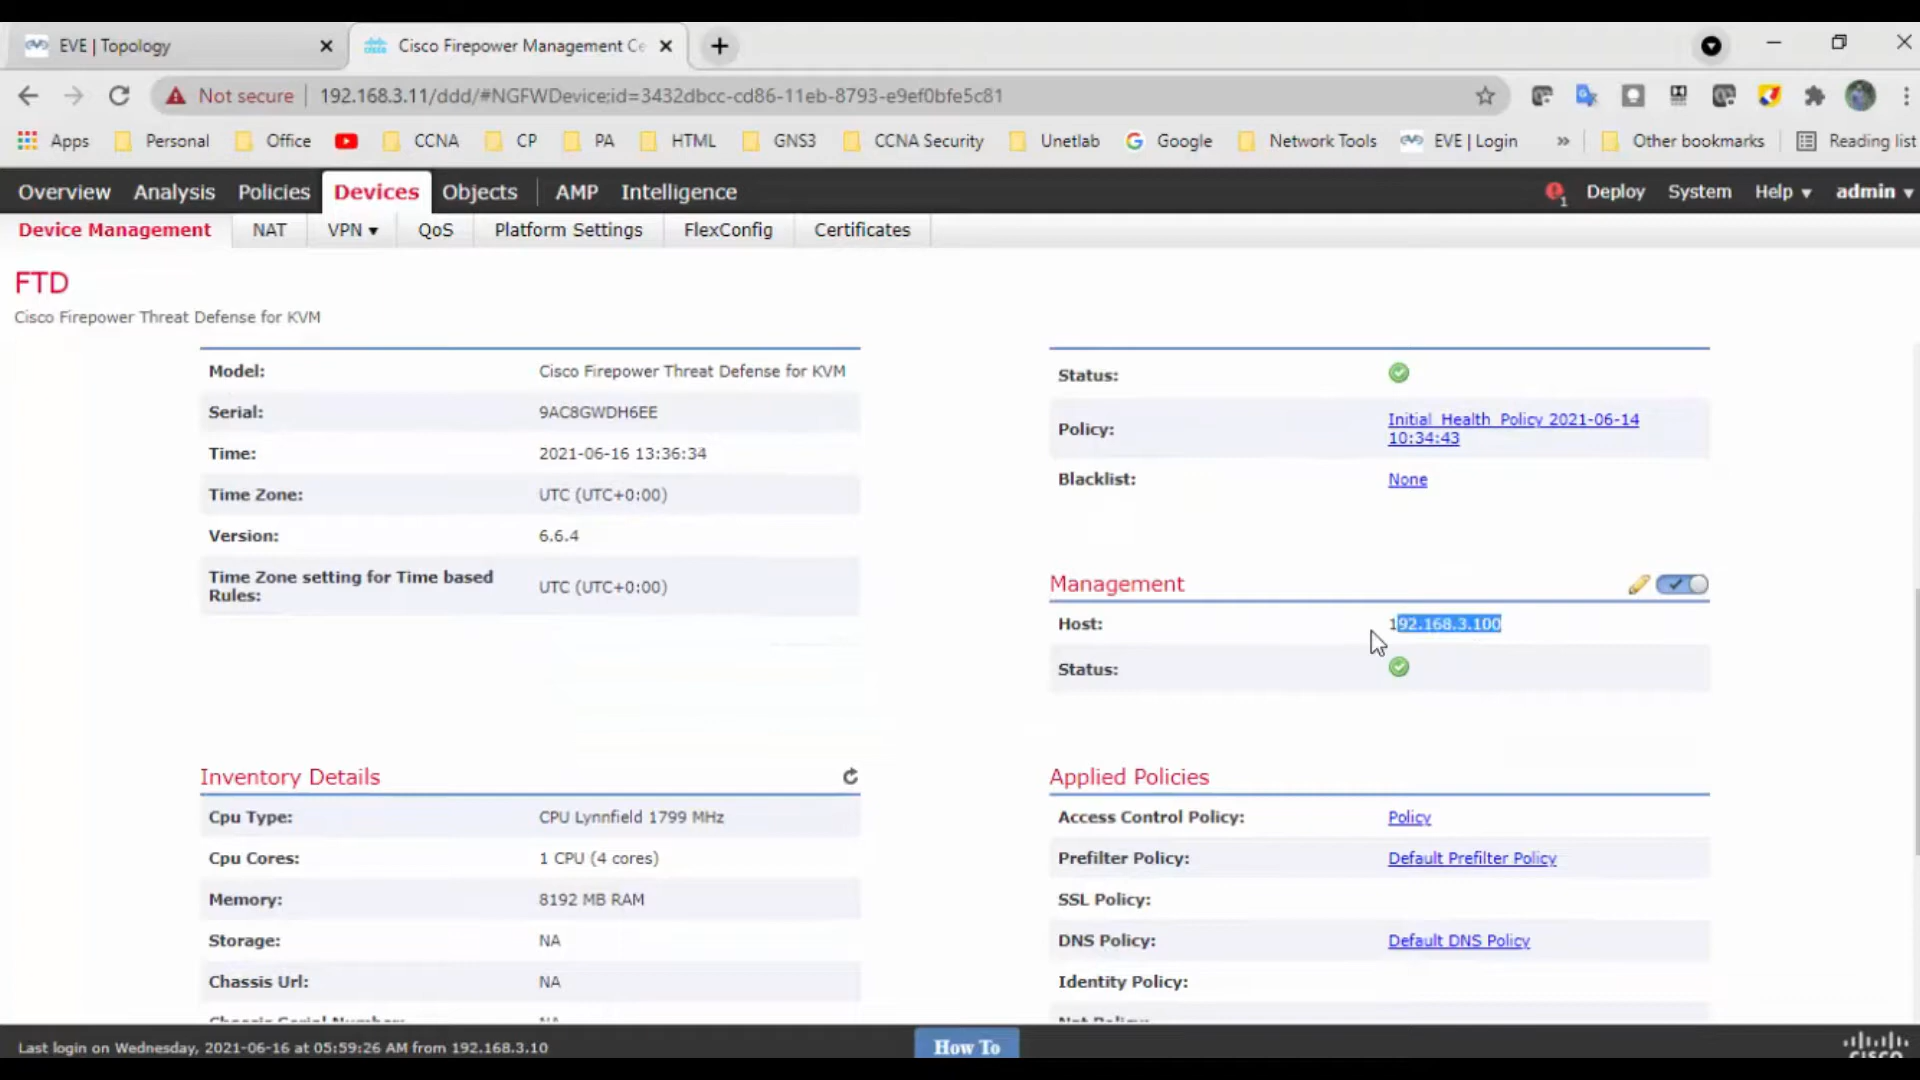 EVE | Topology
Cisco Firepower Management Ce
Not secure
192.168.3.11/ddd/#NGFWDevice;id=3432dbcc-cd86-11eb-8793-e9ef0bfe5c81
Apps
Personal
Office
CCNA
CP
PA
HTML
GNS3
CCNA Security
Unetlab
Google
Network Tools
EVE | Login
»
Other bookmarks
Reading list
Overview
Analysis
Policies
Devices
Objects
AMP
Intelligence
1
Deploy
System
Help
admin
Device Management
NAT
VPN
QoS
Platform Settings
FlexConfig
Certificates
FTD
Cisco Firepower Threat Defense for KVM
Model: Cisco Firepower Threat Defense for KVM
Serial: 9AC8GWDH6EE
Time: 2021-06-16 13:36:34
Time Zone: UTC (UTC+0:00)
Version: 6.6.4
Time Zone setting for Time based
Rules: UTC (UTC+0:00)
Status:
Policy: Initial_Health_Policy 2021-06-14
10:34:43
Blacklist: None
Management
Host: 192.168.3.100
Status:
Inventory Details
Cpu Type: CPU Lynnfield 1799 MHz
Cpu Cores: 1 CPU (4 cores)
Memory: 8192 MB RAM
Storage: NA
Chassis Url: NA
Chassis Serial Number: NA
Applied Policies
Access Control Policy: Policy
Prefilter Policy: Default Prefilter Policy
SSL Policy:
DNS Policy: Default DNS Policy
Identity Policy:
Nat Policy:
Last login on Wednesday, 2021-06-16 at 05:59:26 AM from 192.168.3.10
How To
CISCO